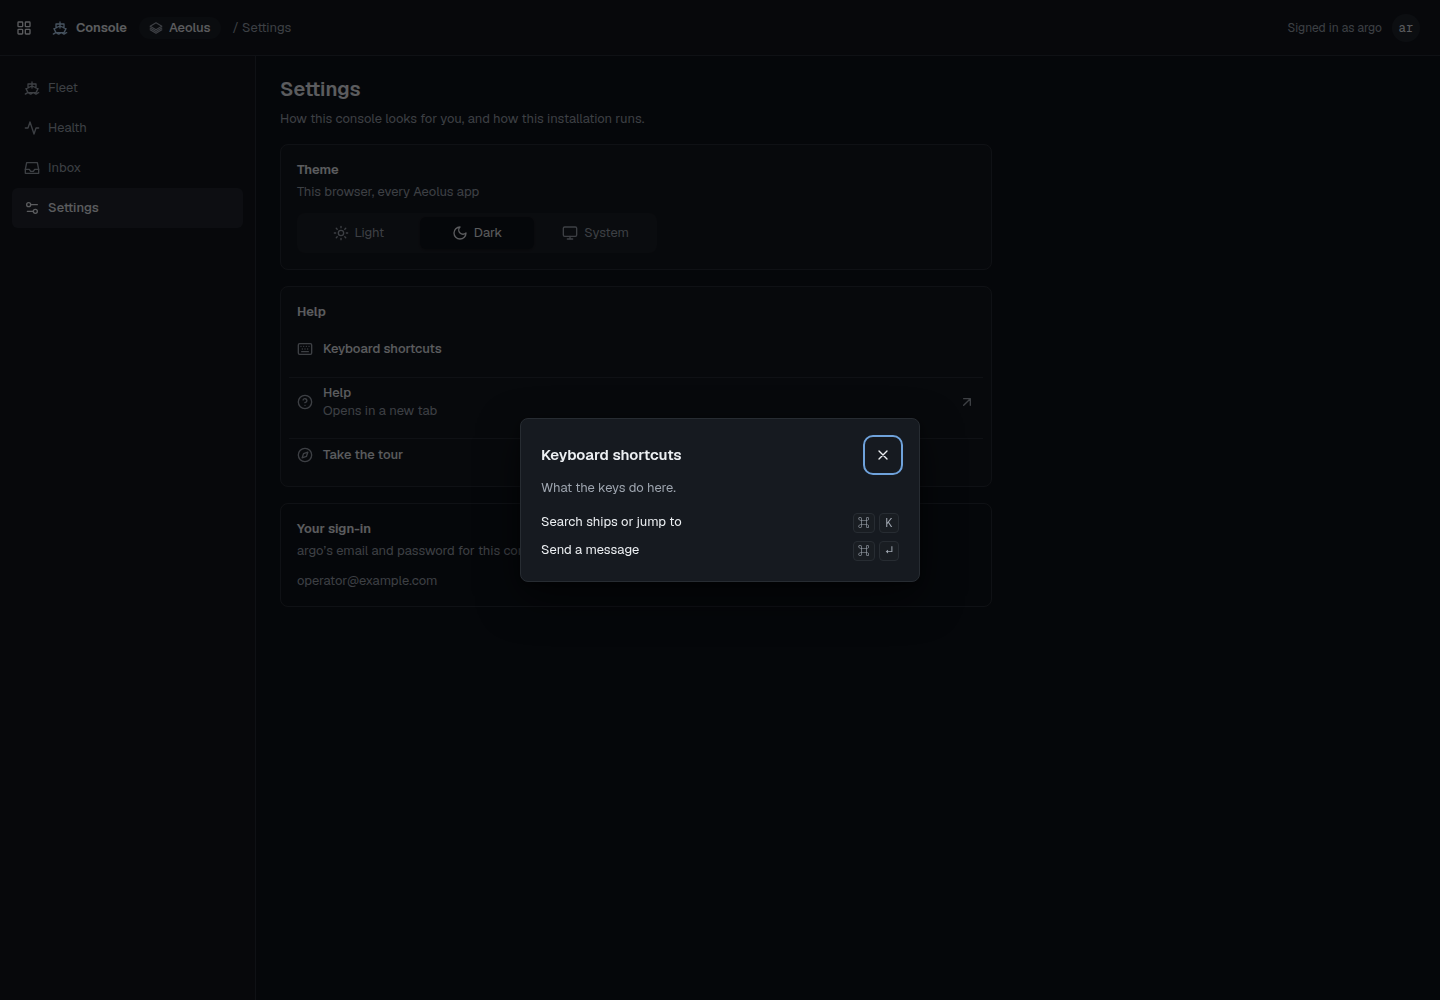 Console
Aeolus
/ Settings
Signed in as argo
ar
Fleet
Health
Inbox
Settings
Settings
How this console looks for you, and how this installation runs.
Theme
This browser, every Aeolus app
Light
Dark
System
Help
Keyboard shortcuts
Help
Opens in a new tab
Take the tour
Your sign-in
argo's email and password for this
operator@example.com
Keyboard shortcuts
What the keys do here.
Search ships or jump to
⌘ K
Send a message
⌘ ↵